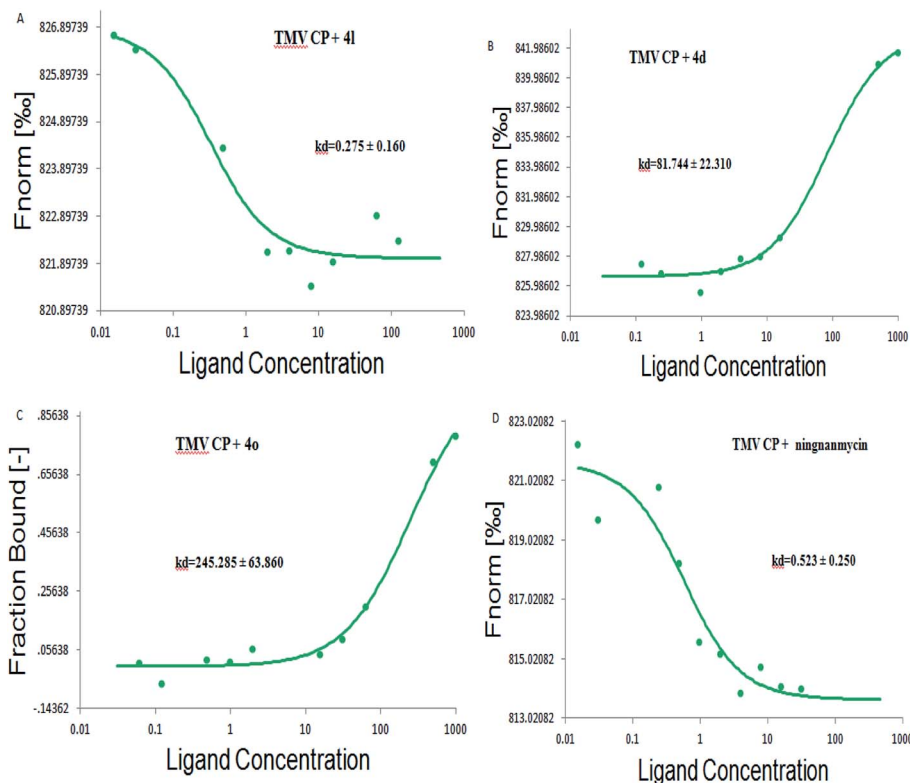 A
TMV CP + 4l
kd=0.275 ± 0.160
Fnorm [‰]
826.89739
825.89739
824.89739
823.89739
822.89739
821.89739
820.89739
0.01 0.1 1 10 100 1000
Ligand Concentration
B
TMV CP + 4d
kd=81.744 ± 22.310
Fnorm [‰]
841.98602
839.98602
837.98602
835.98602
833.98602
831.98602
829.98602
827.98602
825.98602
823.98602
0.01 0.1 1 10 100 1000
Ligand Concentration
C
TMV CP + 4o
kd=245.285 ± 63.860
Fraction Bound [-]
.85638
.65638
.45638
.25638
.05638
-.14362
0.01 0.1 1 10 100 1000
Ligand Concentration
D
TMV CP + ningnanmycin
kd=0.523 ± 0.250
Fnorm [‰]
823.02082
821.02082
819.02082
817.02082
815.02082
813.02082
0.01 0.1 1 10 100 1000
Ligand Concentration